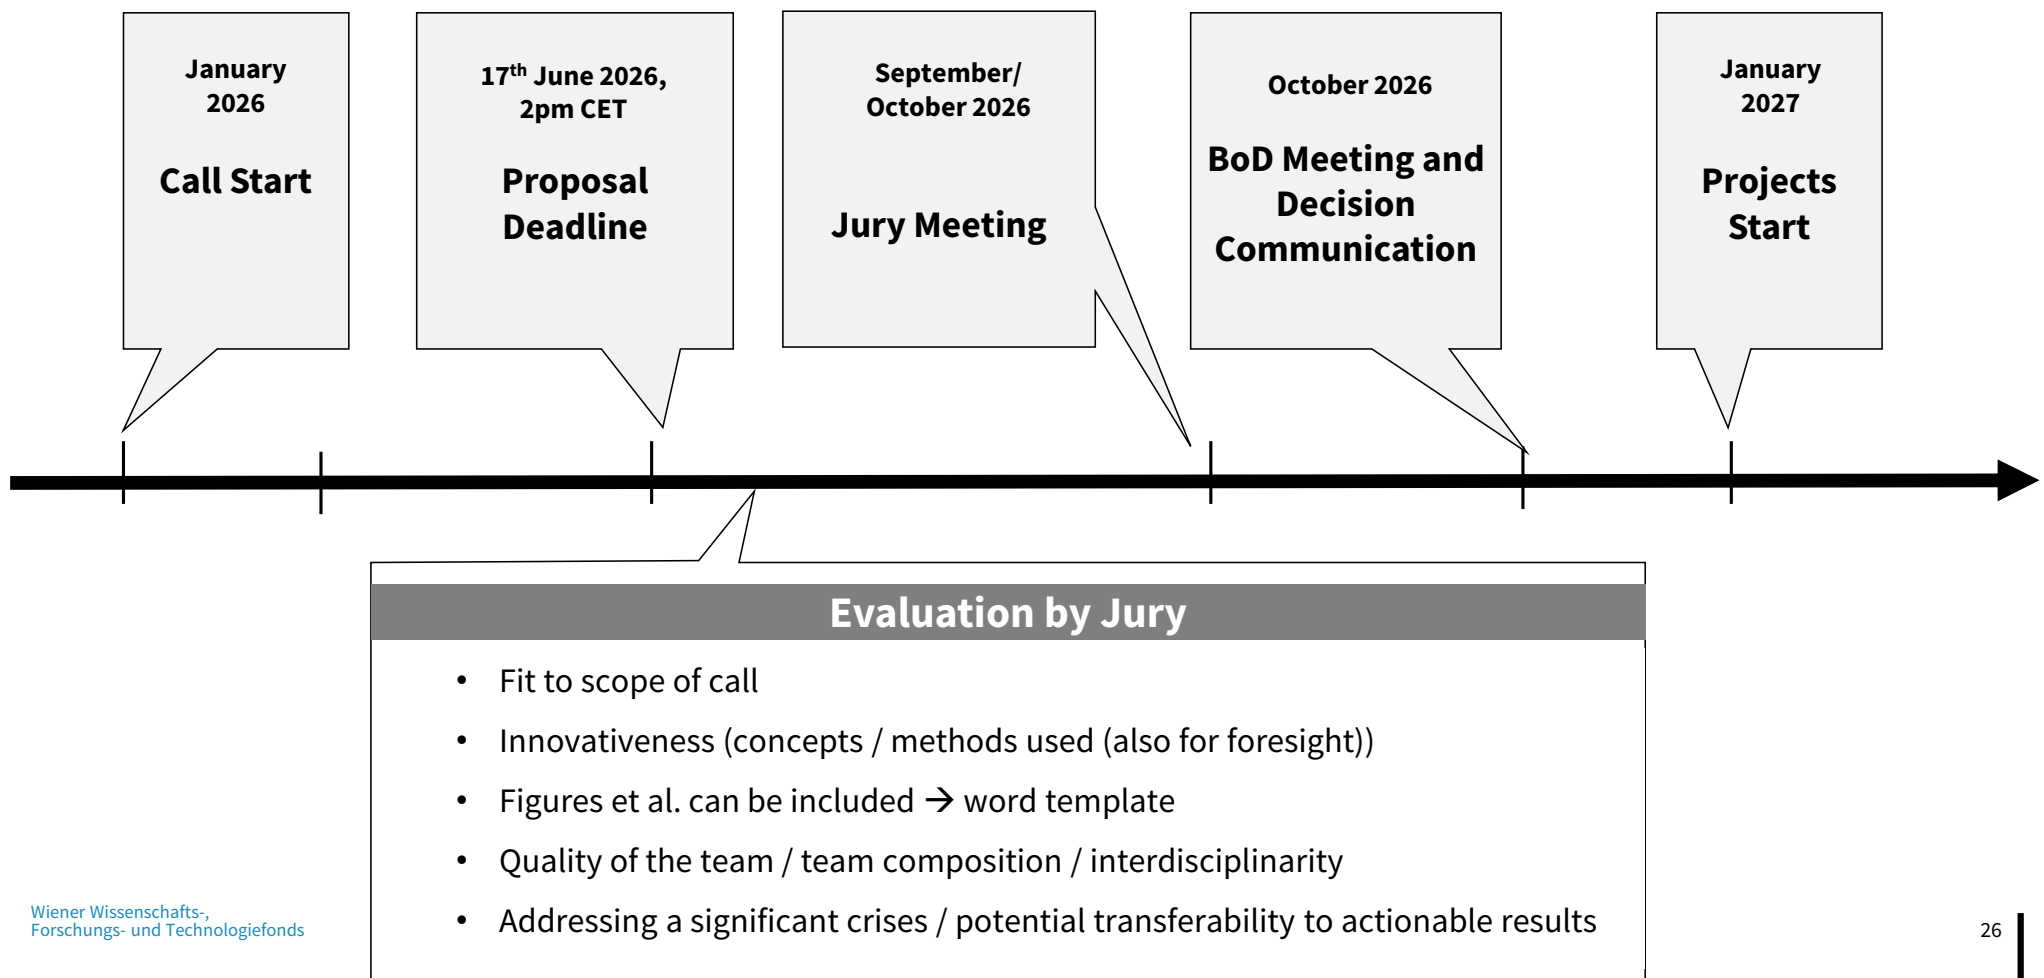 January
2026
Call Start
17th June 2026,
2pm CET
Proposal
Deadline
September/
October 2026
Jury Meeting
October 2026
BoD Meeting and
Decision
Communication
January
2027
Projects
Start
Evaluation by Jury
• Fit to scope of call
• Innovativeness (concepts / methods used (also for foresight))
• Figures et al. can be included → word template
• Quality of the team / team composition / interdisciplinarity
• Addressing a significant crises / potential transferability to actionable results
Wiener Wissenschafts-,
Forschungs- und Technologiefonds
26